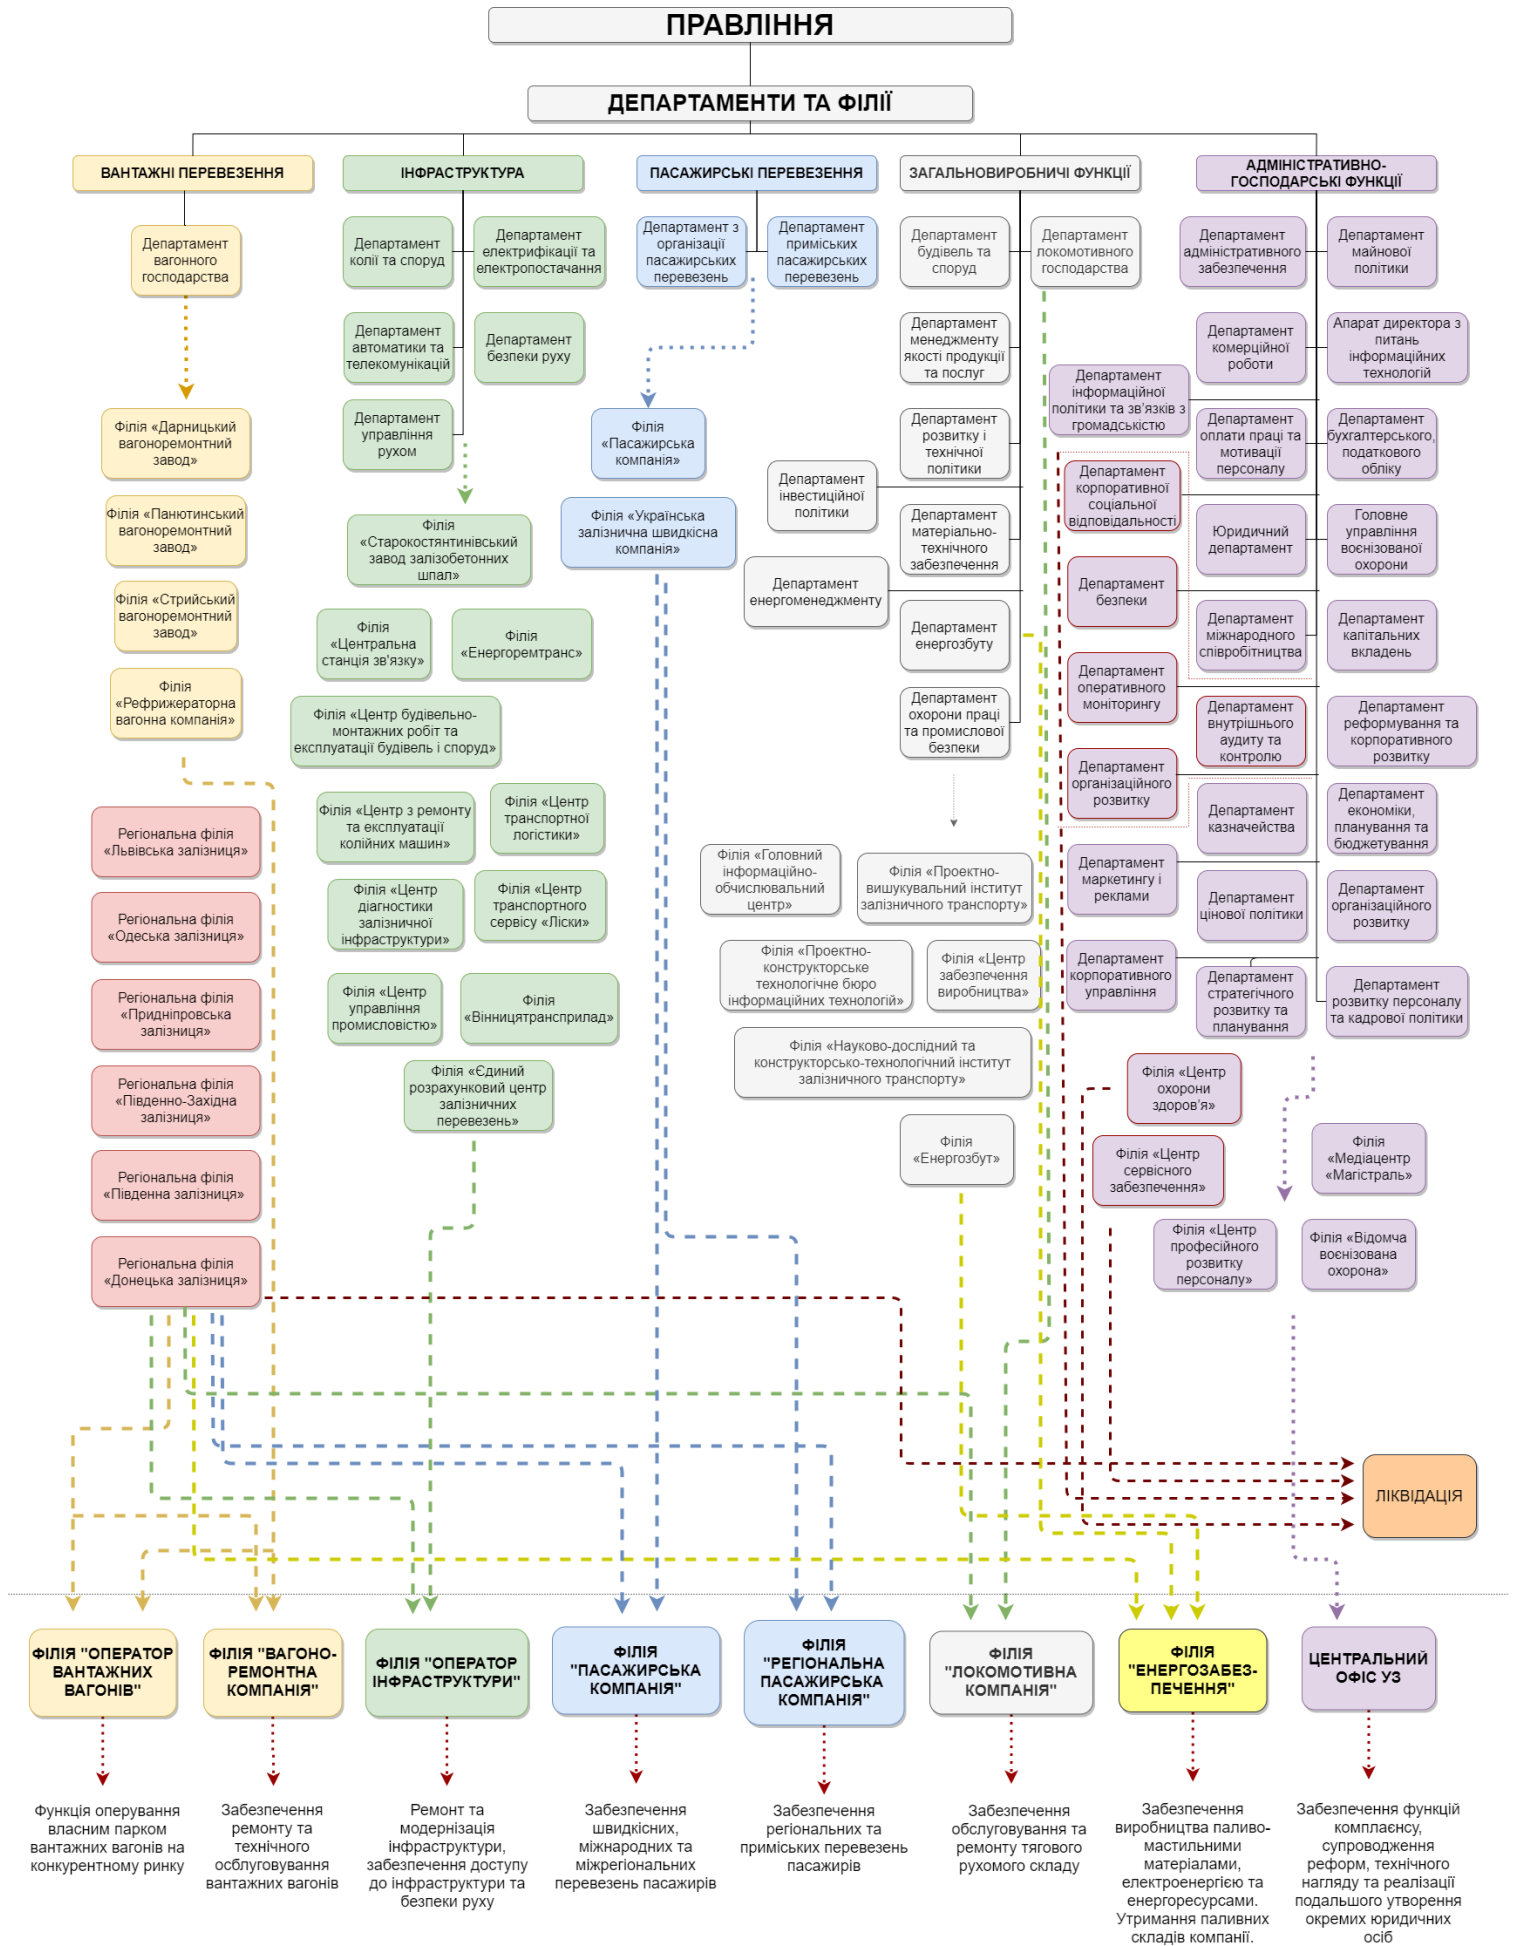 ПРАВЛІННЯ
ДЕПАРТАМЕНТИ ТА ФІЛІЇ
ВАНТАЖНІ ПЕРЕВЕЗЕННЯ
Департамент
вагонного
господарства
Філія «Дарницький
вагоноремонтний
завод»
Філія «Панютинський
вагоноремонтний
завод»
Філія «Стрийський
вагоноремонтний
завод»
Філія
«Рефрижераторна
вагонна компанія»
Регіональна філія
«Львівська залізниця»
Регіональна філія
«Одеська залізниця»
Регіональна філія
«Придніпровська
залізниця»
Регіональна філія
«Південно-Західна
залізниця»
Регіональна філія
«Південна залізниця»
Регіональна філія
«Донецька залізниця»
ІНФРАСТРУКТУРА
Департамент
колії та споруд
Департамент
електрифікації та
електропостачання
Департамент
автоматики та
телекомунікацій
Департамент
безпеки руху
Департамент
управління
рухом
Філія
«Старокостянтинівський
завод залізобетонних
шпал»
Філія
«Центральна
станція зв'язку»
Філія
«Енергоремтранс»
Філія «Центр будівельно-
монтажних робіт та
експлуатації будівель і споруд»
Філія «Центр з ремонту
та експлуатації
колійних машин»
Філія «Центр
транспортної
логістики»
Філія «Центр
діагностики
залізничної
інфраструктури»
Філія «Центр
транспортного
сервісу «Ліски»
Філія «Центр
управління
промисловістю»
Філія
«Вінницятрансприлад»
Філія «Єдиний
розрахунковий центр
залізничних
перевезень»
ПАСАЖИРСЬКІ ПЕРЕВЕЗЕННЯ
Департамент з
організації
пасажирських
перевезень
Департамент
приміських
пасажирських
перевезень
Філія
«Пасажирська
компанія»
Філія «Українська
залізнична швидкісна
компанія»
ЗАГАЛЬНОВИРОБНИЧІ ФУНКЦІЇ
Департамент
будівель та
споруд
Департамент
локомотивного
господарства
Департамент
менеджменту
якості продукції
та послуг
Департамент
розвитку і
технічної
політики
Департамент
інвестиційної
політики
Департамент
матеріально-
технічного
забезпечення
Департамент
енергоменеджменту
Департамент
енергозбуту
Департамент
охорони праці
та промислової
безпеки
Філія «Головний
інформаційно-
обчислювальний
центр»
Філія «Проектно-
вишукувальний інститут
залізничного транспорту»
Філія «Проектно-
конструкторське
технологічне бюро
інформаційних технологій»
Філія «Центр
забезпечення
виробництва»
Філія «Науково-дослідний та
конструкторсько-технологічний інститут
залізничного транспорту»
Філія
«Енергозбут»
АДМІНІСТРАТИВНО-
ГОСПОДАРСЬКІ ФУНКЦІЇ
Департамент
адміністративного
забезпечення
Департамент
майнової
політики
Департамент
комерційної
роботи
Апарат директора з
питань
інформаційних
технологій
Департамент
інформаційної
політики та зв'язків з
громадськістю
Департамент
оплати праці та
мотивації
персоналу
Департамент
бухгалтерського,
податкового
обліку
Департамент
корпоративної
соціальної
відповідальності
Юридичний
департамент
Головне
управління
воєнізованої
охорони
Департамент
безпеки
Департамент
міжнародного
співробітництва
Департамент
капітальних
вкладень
Департамент
оперативного
моніторингу
Департамент
внутрішнього
аудиту та
контролю
Департамент
реформування та
корпоративного
розвитку
Департамент
організаційного
розвитку
Департамент
казначейства
Департамент
економіки,
планування та
бюджетування
Департамент
маркетингу і
реклами
Департамент
цінової політики
Департамент
організаційного
розвитку
Департамент
корпоративного
управління
Департамент
стратегічного
розвитку та
планування
Департамент
розвитку персоналу
та кадрової політики
Філія «Центр
охорони
здоров'я»
Філія
«Медіацентр
«Магістраль»
Філія «Центр
сервісного
забезпечення»
Філія «Центр
професійного
розвитку
персоналу»
Філія «Відомча
воєнізована
охорона»
ЛІКВІДАЦІЯ
ФІЛІЯ "ОПЕРАТОР
ВАНТАЖНИХ
ВАГОНІВ"
ФІЛІЯ "ВАГОНО-
РЕМОНТНА
КОМПАНІЯ"
ФІЛІЯ "ОПЕРАТОР
ІНФРАСТРУКТУРИ"
ФІЛІЯ
"ПАСАЖИРСЬКА
КОМПАНІЯ"
ФІЛІЯ
"РЕГІОНАЛЬНА
ПАСАЖИРСЬКА
КОМПАНІЯ"
ФІЛІЯ
"ЛОКОМОТИВНА
КОМПАНІЯ"
ФІЛІЯ
"ЕНЕРГОЗАБЕЗ-
ПЕЧЕННЯ"
ЦЕНТРАЛЬНИЙ
ОФІС УЗ
Функція оперування
власним парком
вантажних вагонів на
конкурентному ринку
Забезпечення
ремонту та
технічного
осблуговування
вантажних вагонів
Ремонт та
модернізація
інфраструктури,
забезпечення доступу
до інфраструктури та
безпеки руху
Забезпечення
швидкісних,
міжнародних та
міжрегіональних
перевезень пасажирів
Забезпечення
регіональних та
приміських перевезень
пасажирів
Забезпечення
обслуговування та
ремонту тягового
рухомого складу
Забезпечення
виробництва паливо-
мастильними
матеріалами,
електроенергією та
енергоресурсами.
Утримання паливних
складів компанії.
Забезпечення функцій
комплаєнсу,
супроводження
реформ, технічного
нагляду та реалізації
подальшого утворення
окремих юридичних
осіб